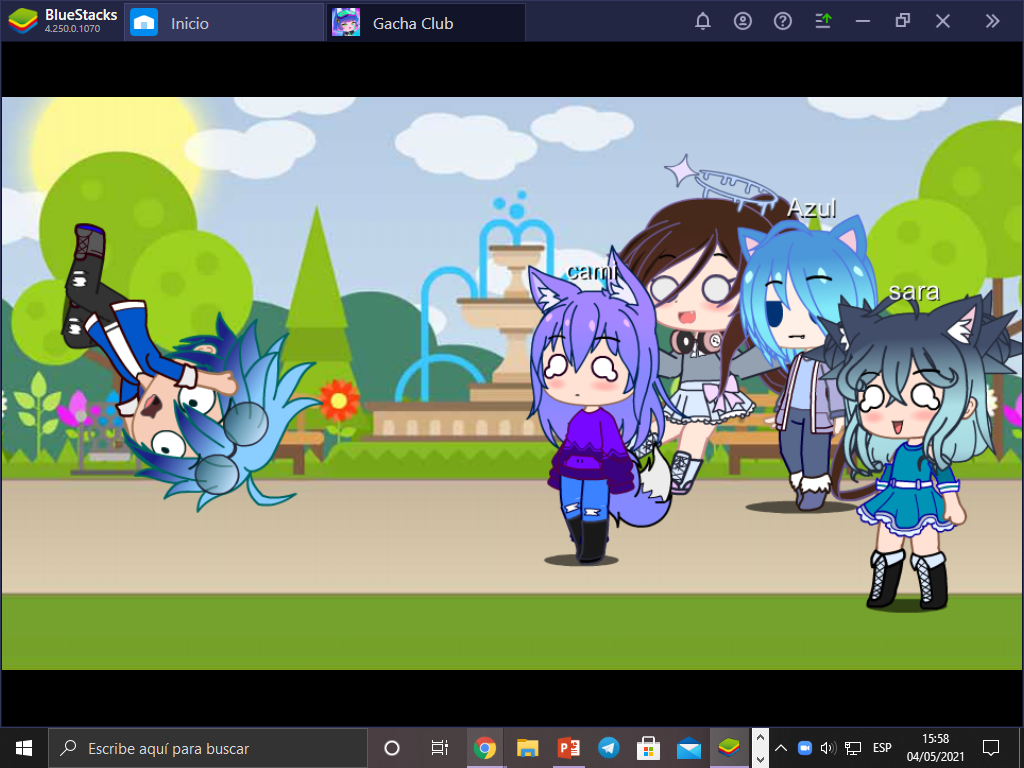 BlueStacks
4.250.0.1070
Inicio
Gacha Club
Azul
cami
sara
Escribe aquí para buscar
ESP
15:58
04/05/2021